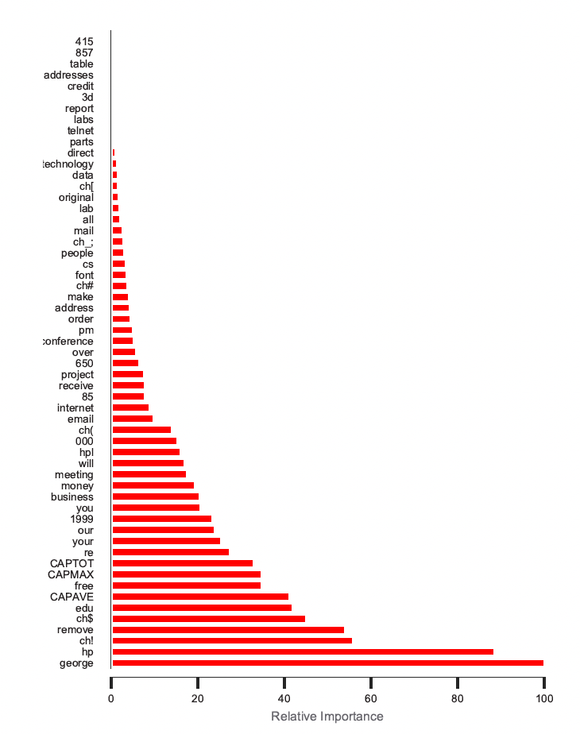 415
857
table
addresses
credit
3d
report
labs
telnet
parts
direct
technology
data
ch[
original
lab
all
mail
ch_;
people
cs
font
ch#
make
address
order
pm
conference
over
650
project
receive
85
internet
email
ch(
000
hpl
will
meeting
money
business
you
1999
our
your
re
CAPTOT
CAPMAX
free
CAPAVE
edu
ch$
remove
ch!
hp
george
0 20 40 60 80 100
Relative Importance